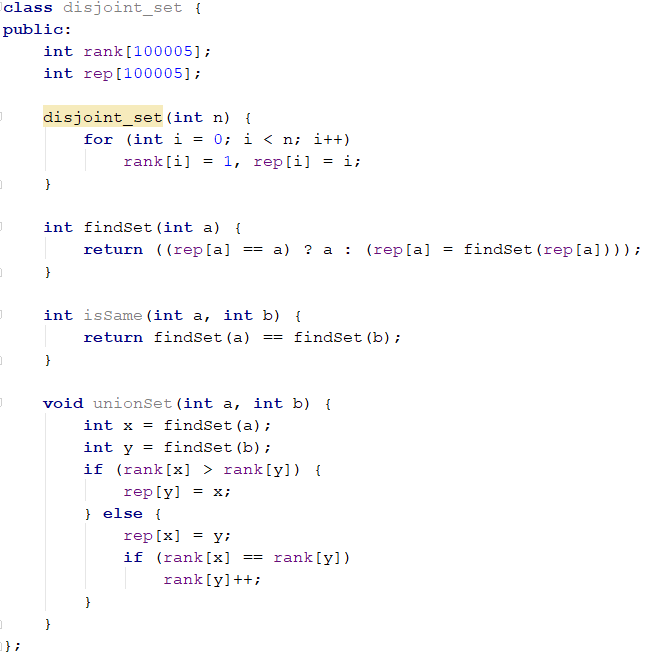 class disjoint_set {
public:
    int rank[100005];
    int rep[100005];

    disjoint_set(int n) {
        for (int i = 0; i < n; i++)
            rank[i] = 1, rep[i] = i;
    }

    int findSet(int a) {
        return ((rep[a] == a) ? a : (rep[a] = findSet(rep[a])));
    }

    int isSame(int a, int b) {
        return findSet(a) == findSet(b);
    }

    void unionSet(int a, int b) {
        int x = findSet(a);
        int y = findSet(b);
        if (rank[x] > rank[y]) {
            rep[y] = x;
        } else {
            rep[x] = y;
            if (rank[x] == rank[y])
                rank[y]++;
        }
    }
};